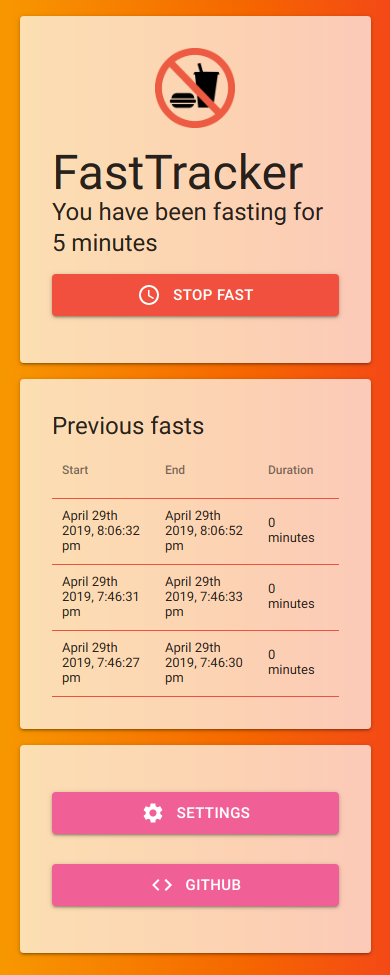 FastTracker
You have been fasting for
5 minutes
STOP FAST
Previous fasts
Start End Duration
April 29th 2019, 8:06:32 pm April 29th 2019, 8:06:52 pm 0 minutes
April 29th 2019, 7:46:31 pm April 29th 2019, 7:46:33 pm 0 minutes
April 29th 2019, 7:46:27 pm April 29th 2019, 7:46:30 pm 0 minutes
SETTINGS
GITHUB